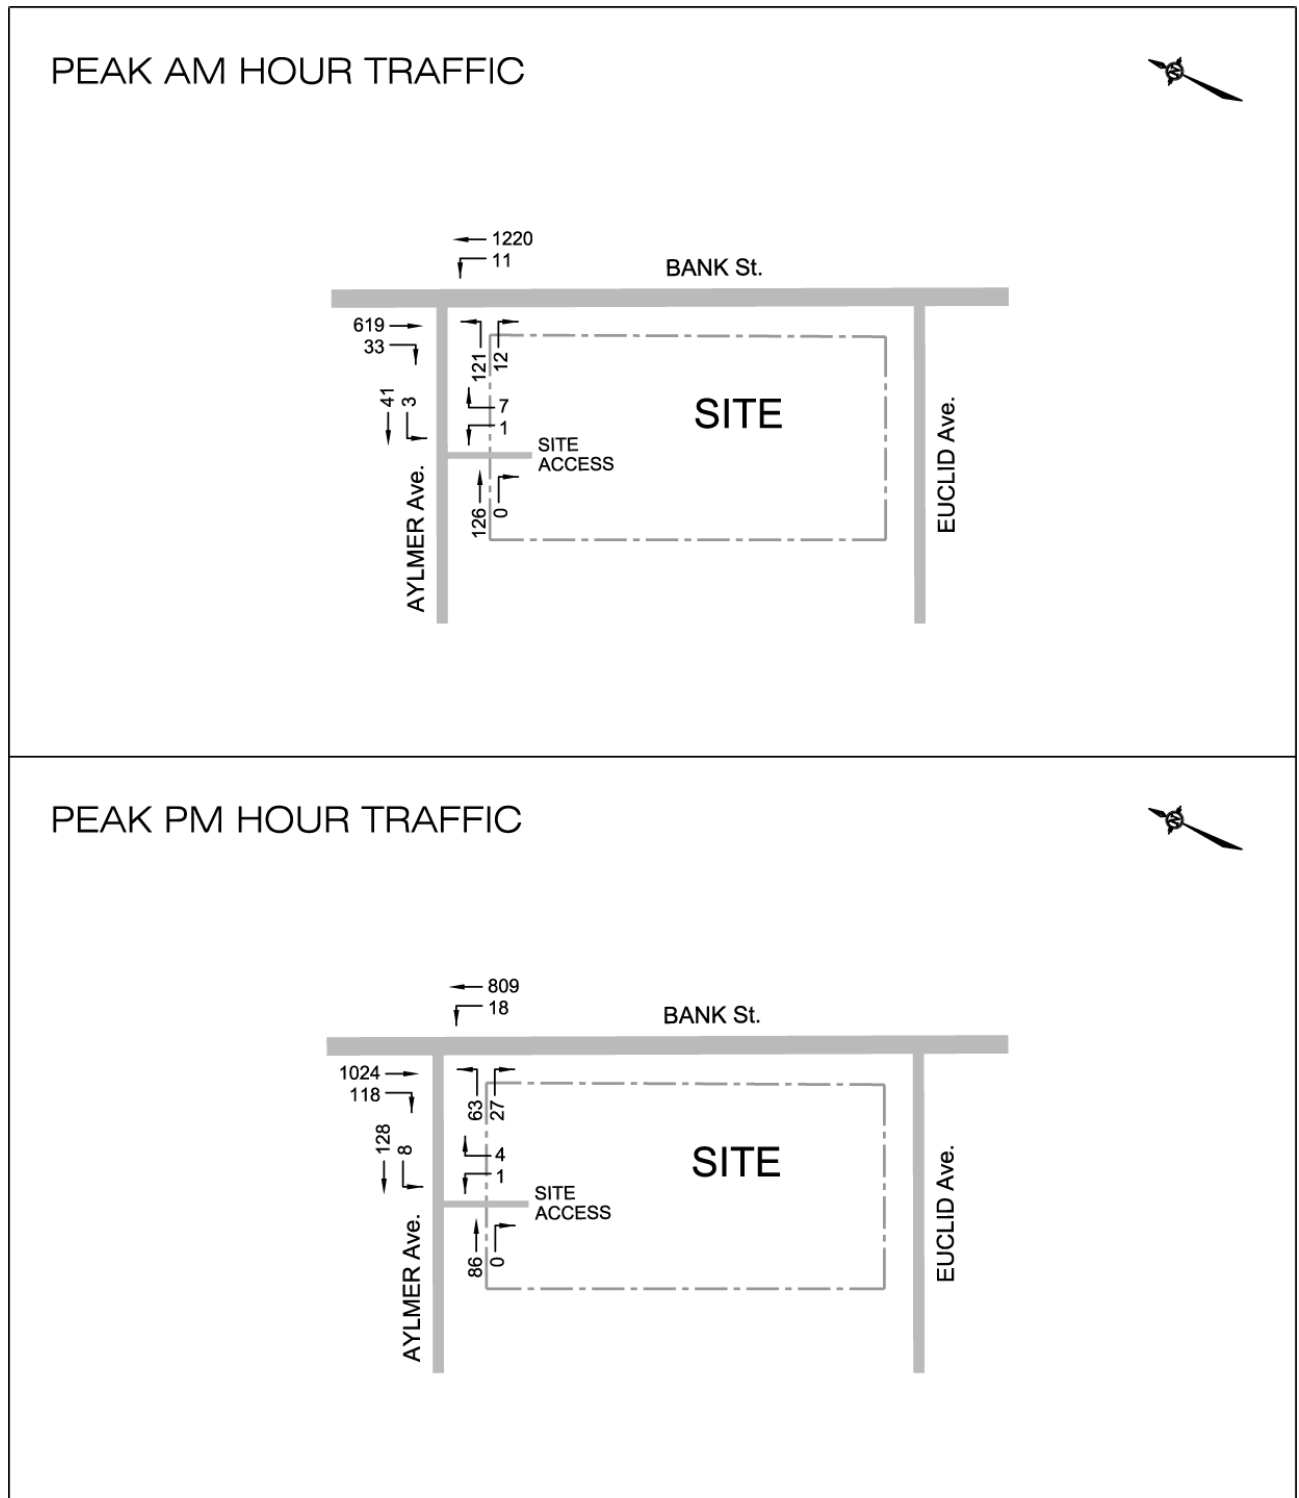 PEAK AM HOUR TRAFFIC
N
1220
11
BANK St.
619
33
121
12
41
3
7
1
SITE
SITE
ACCESS
126
0
AYLMER Ave.
EUCLID Ave.
PEAK PM HOUR TRAFFIC
N
809
18
BANK St.
1024
118
63
27
128
8
4
1
SITE
SITE
ACCESS
86
0
AYLMER Ave.
EUCLID Ave.